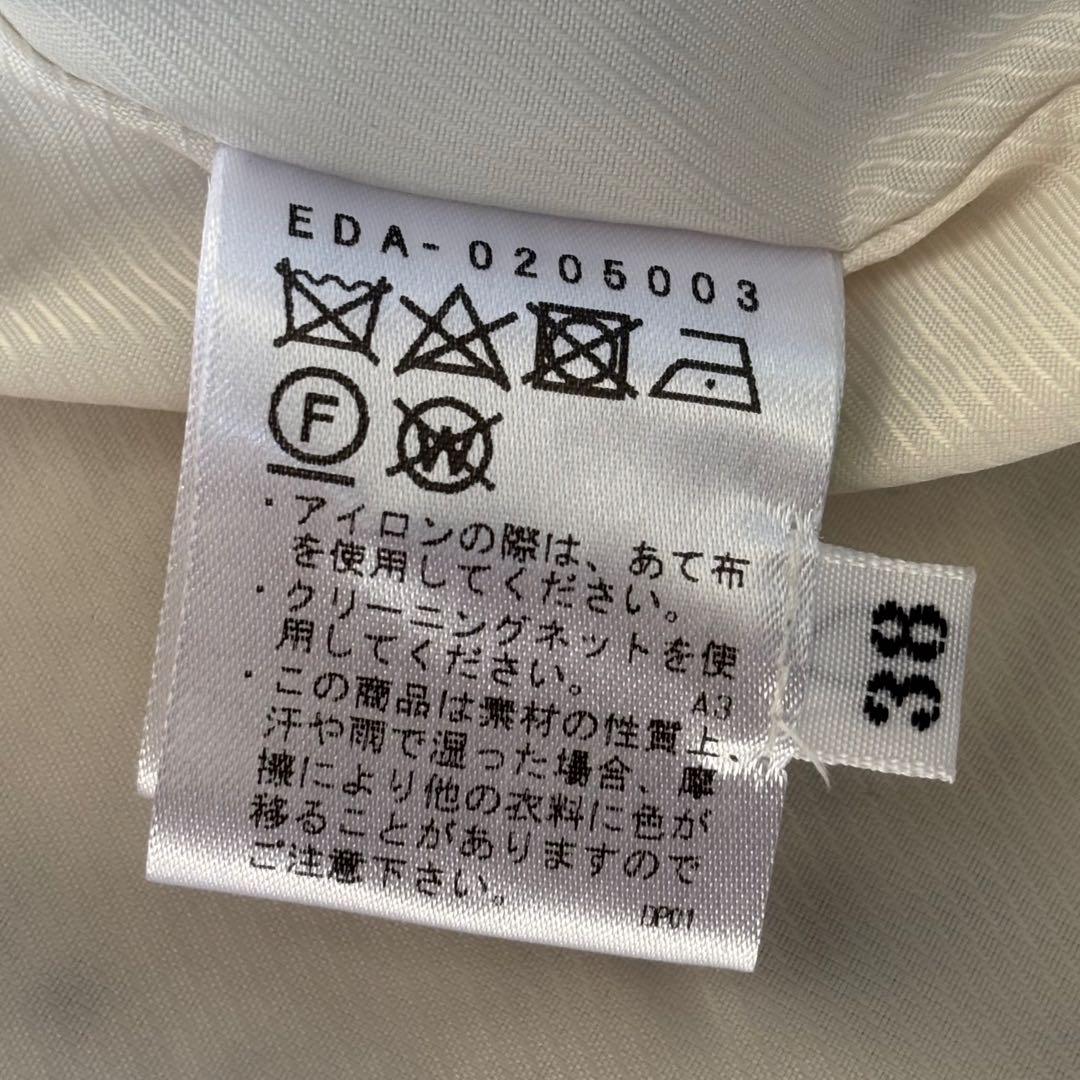 EDA-0205003
F W
・アイロンの際は、あて布
を使用してください。
・クリーニングネットを使
用してください。
A3
・この商品は素材の性質上、
汗や雨で湿った場合、摩
擦により他の衣料に色が
移ることがありますので
ご注意下さい。
DP01
38